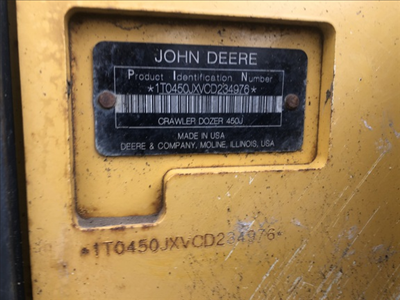 JOHN DEERE
Product Identification Number
*1T0450JXVCD234976*
CRAWLER DOZER 450J
MADE IN USA
DEERE & COMPANY, MOLINE, ILLINOIS, USA
*1T0450JXVCD234976*